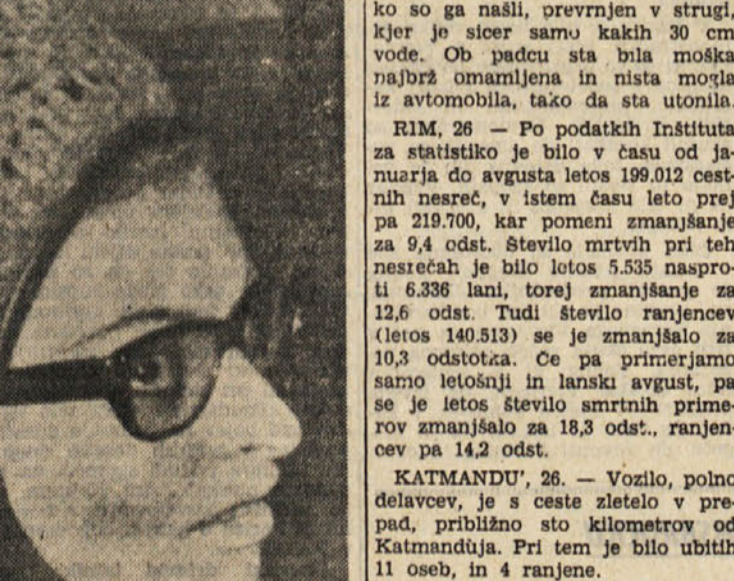 ko so ga našli, prevrnjen v strugi,
kjer je sicer samo kakih 30 cm
vode. Ob padcu sta bila moška
najbrž omamljena in nista mogla
iz avtomobila, tako da sta utonila.
RIM, 26 — Po podatkih Inštituta
za statistiko je bilo v času od ja-
nuarja do avgusta letos 199.012 cest-
nih nesreč, v istem času leto prej
pa 219.700, kar pomeni zmanjšanje
za 9,4 odst. Število mrtvih pri teh
nesrečah je bilo letos 5.535 naspro-
ti 6.336 lani, torej zmanjšanje za
12,6 odst. Tudi število ranjencev
(letos 140.513) se je zmanjšalo za
10,3 odstotka. Če pa primerjamo
samo letošnji in lanski avgust, pa
se je letos število smrtnih prime-
rov zmanjšalo za 18,3 odst., ranjen-
cev pa 14,2 odst.
KATMANDU', 26. — Vozilo, polno
delavcev, je s ceste zletelo v pre-
pad, približno sto kilometrov od
Katmandùja. Pri tem je bilo ubitih
11 oseb, in 4 ranjene.